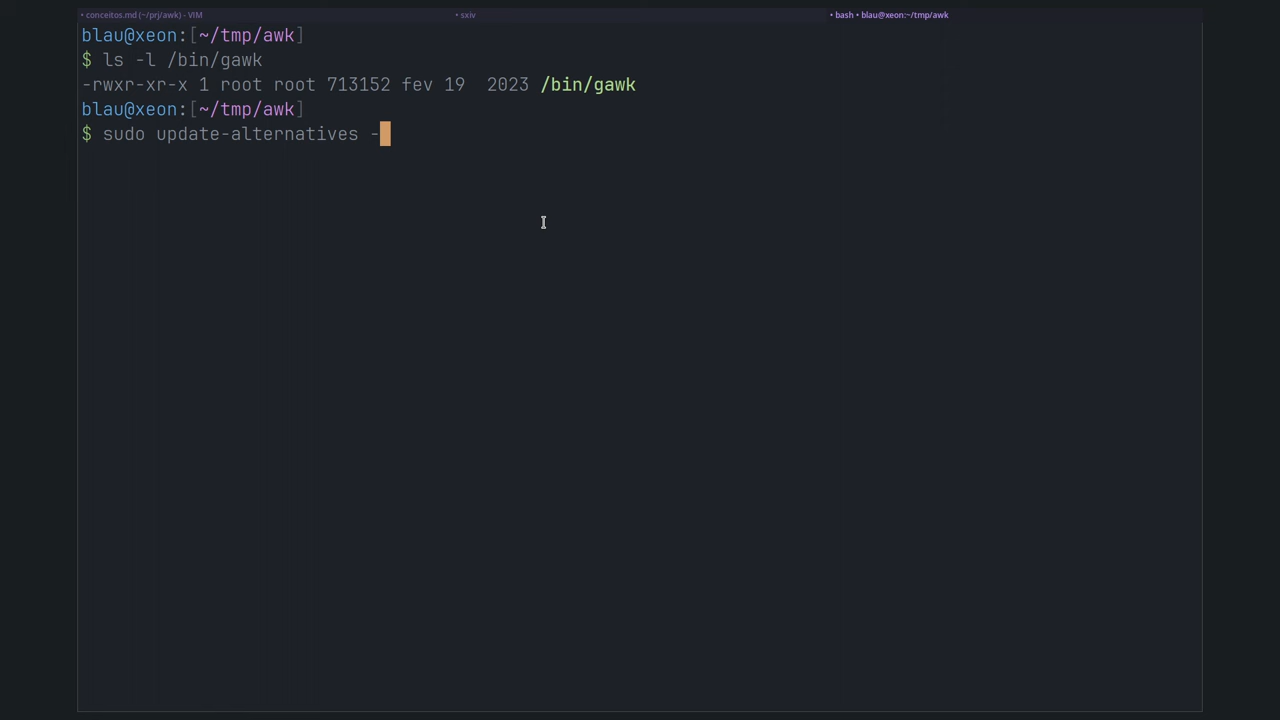 • conceitos.md (~/prj/awk) - VIM
• sxiv
• bash • blau@xeon:~/tmp/awk
blau@xeon:[~/tmp/awk]
$ ls -l /bin/gawk
-rwxr-xr-x 1 root root 713152 fev 19  2023 /bin/gawk
blau@xeon:[~/tmp/awk]
$ sudo update-alternatives -